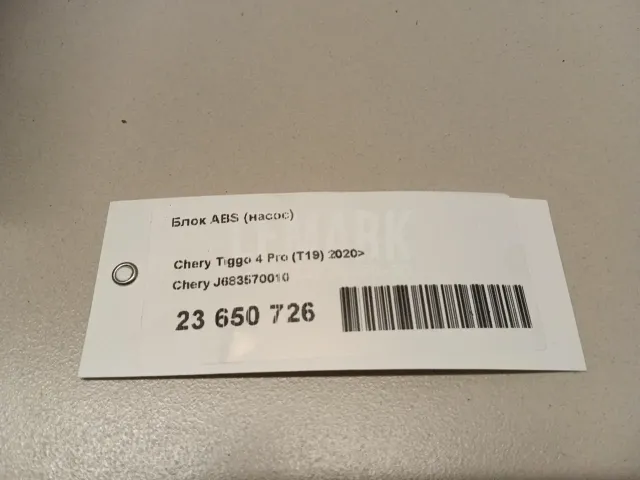 Блок ABS (насос)
Chery Tiggo 4 Pro (T19) 2020>
Chery J683570010
23 650 726